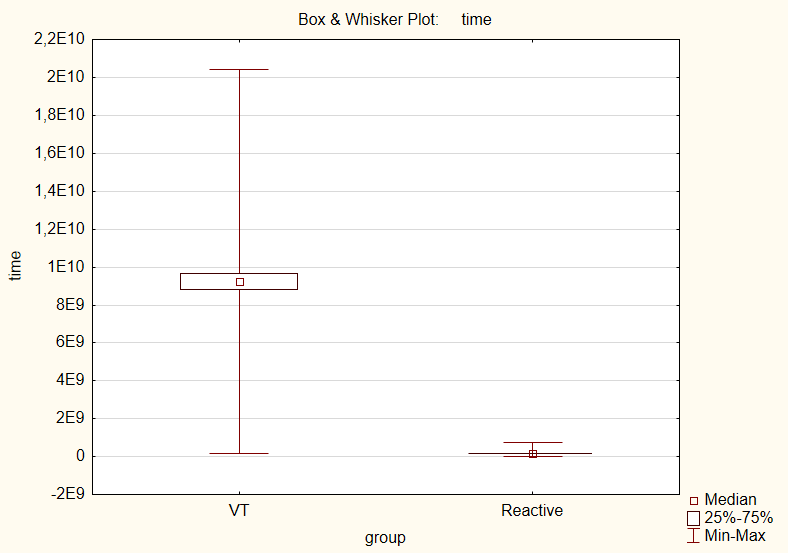 Box & Whisker Plot: time
2,2E10
2E10
1,8E10
1,6E10
1,4E10
1,2E10
1E10
8E9
6E9
4E9
2E9
0
-2E9
time
VT
Reactive
group
Median
25%-75%
Min-Max